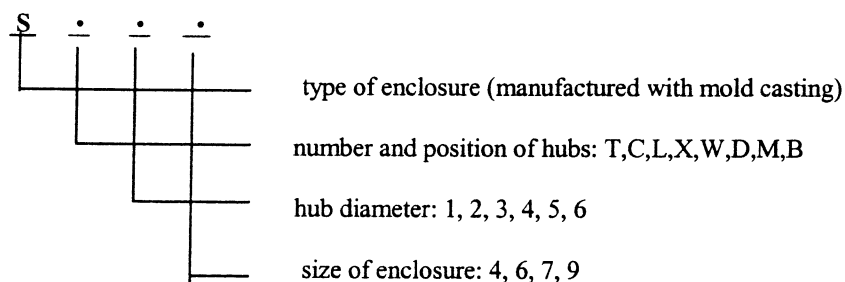 S . . .
type of enclosure (manufactured with mold casting)
number and position of hubs: T,C,L,X,W,D,M,B
hub diameter: 1, 2, 3, 4, 5, 6
size of enclosure: 4, 6, 7, 9